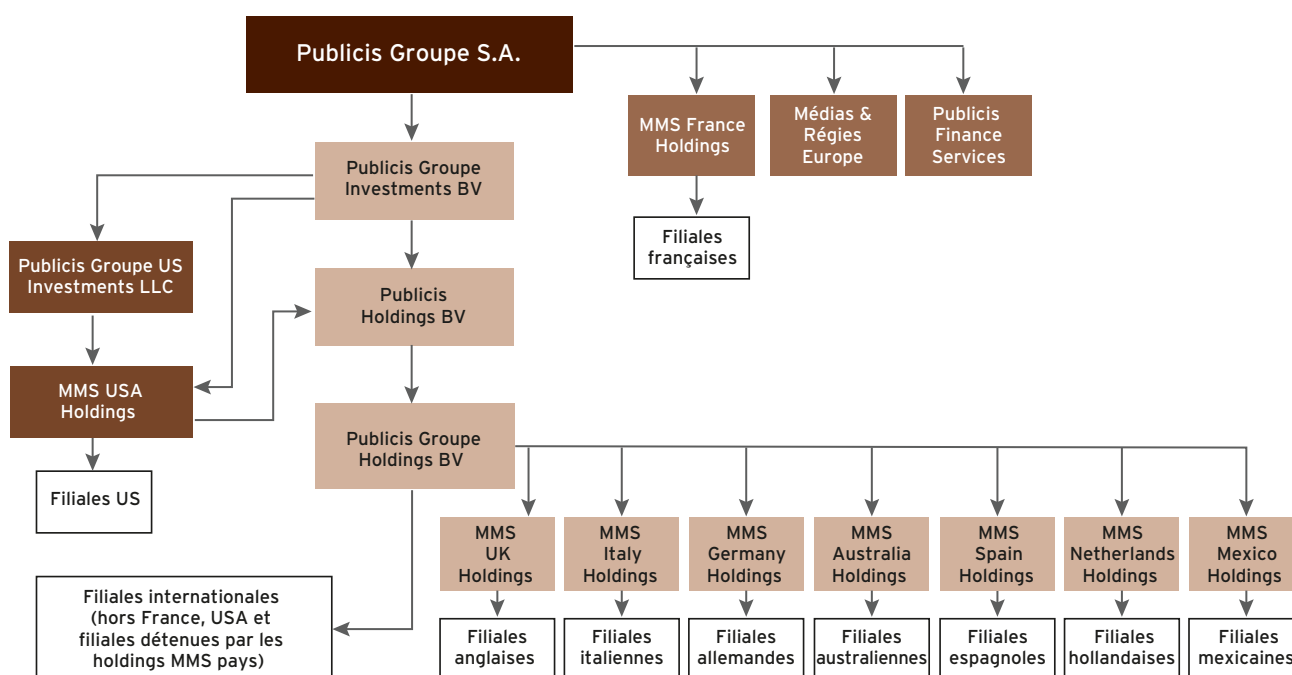 Publicis Groupe S.A.
MMS France
Holdings
Médias &
Régies
Europe
Publicis
Finance
Services
Publicis Groupe
Investments BV
Filiales
françaises
Publicis Groupe US
Investments LLC
Publicis
Holdings BV
MMS USA
Holdings
Publicis Groupe
Holdings BV
Filiales US
MMS
UK
Holdings
MMS
Italy
Holdings
MMS
Germany
Holdings
MMS
Australia
Holdings
MMS
Spain
Holdings
MMS
Netherlands
Holdings
MMS
Mexico
Holdings
Filiales internationales
(hors France, USA et
filiales détenues par les
holdings MMS pays)
Filiales
anglaises
Filiales
italiennes
Filiales
allemandes
Filiales
australiennes
Filiales
espagnoles
Filiales
hollandaises
Filiales
mexicaines